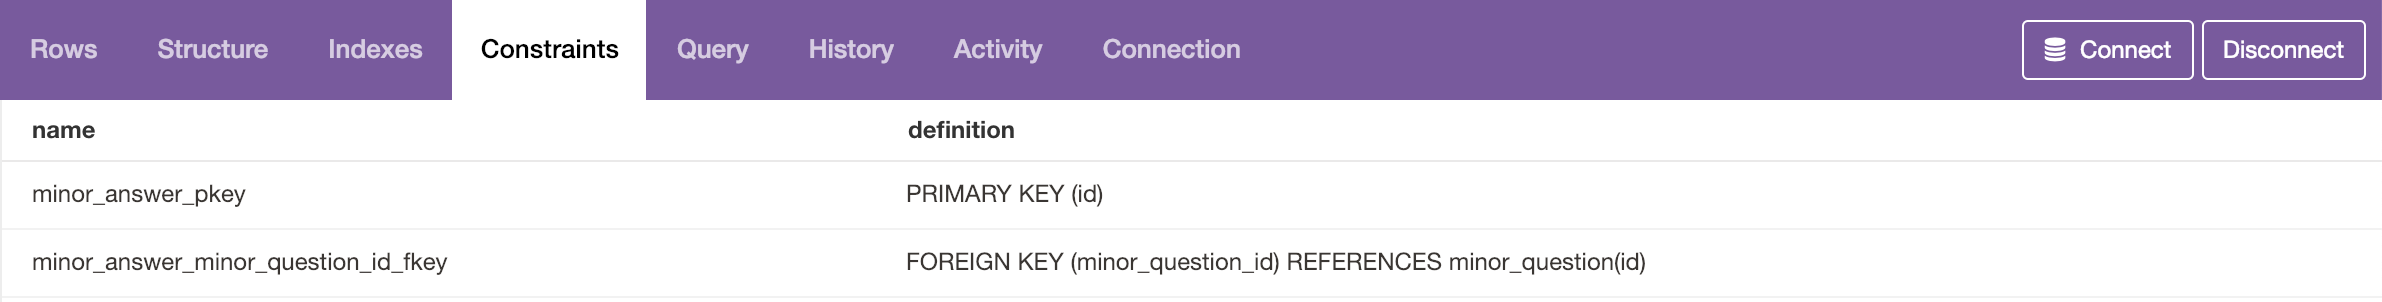 Rows Structure Indexes Constraints Query History Activity Connection Connect Disconnect
name definition
minor_answer_pkey PRIMARY KEY (id)
minor_answer_minor_question_id_fkey FOREIGN KEY (minor_question_id) REFERENCES minor_question(id)